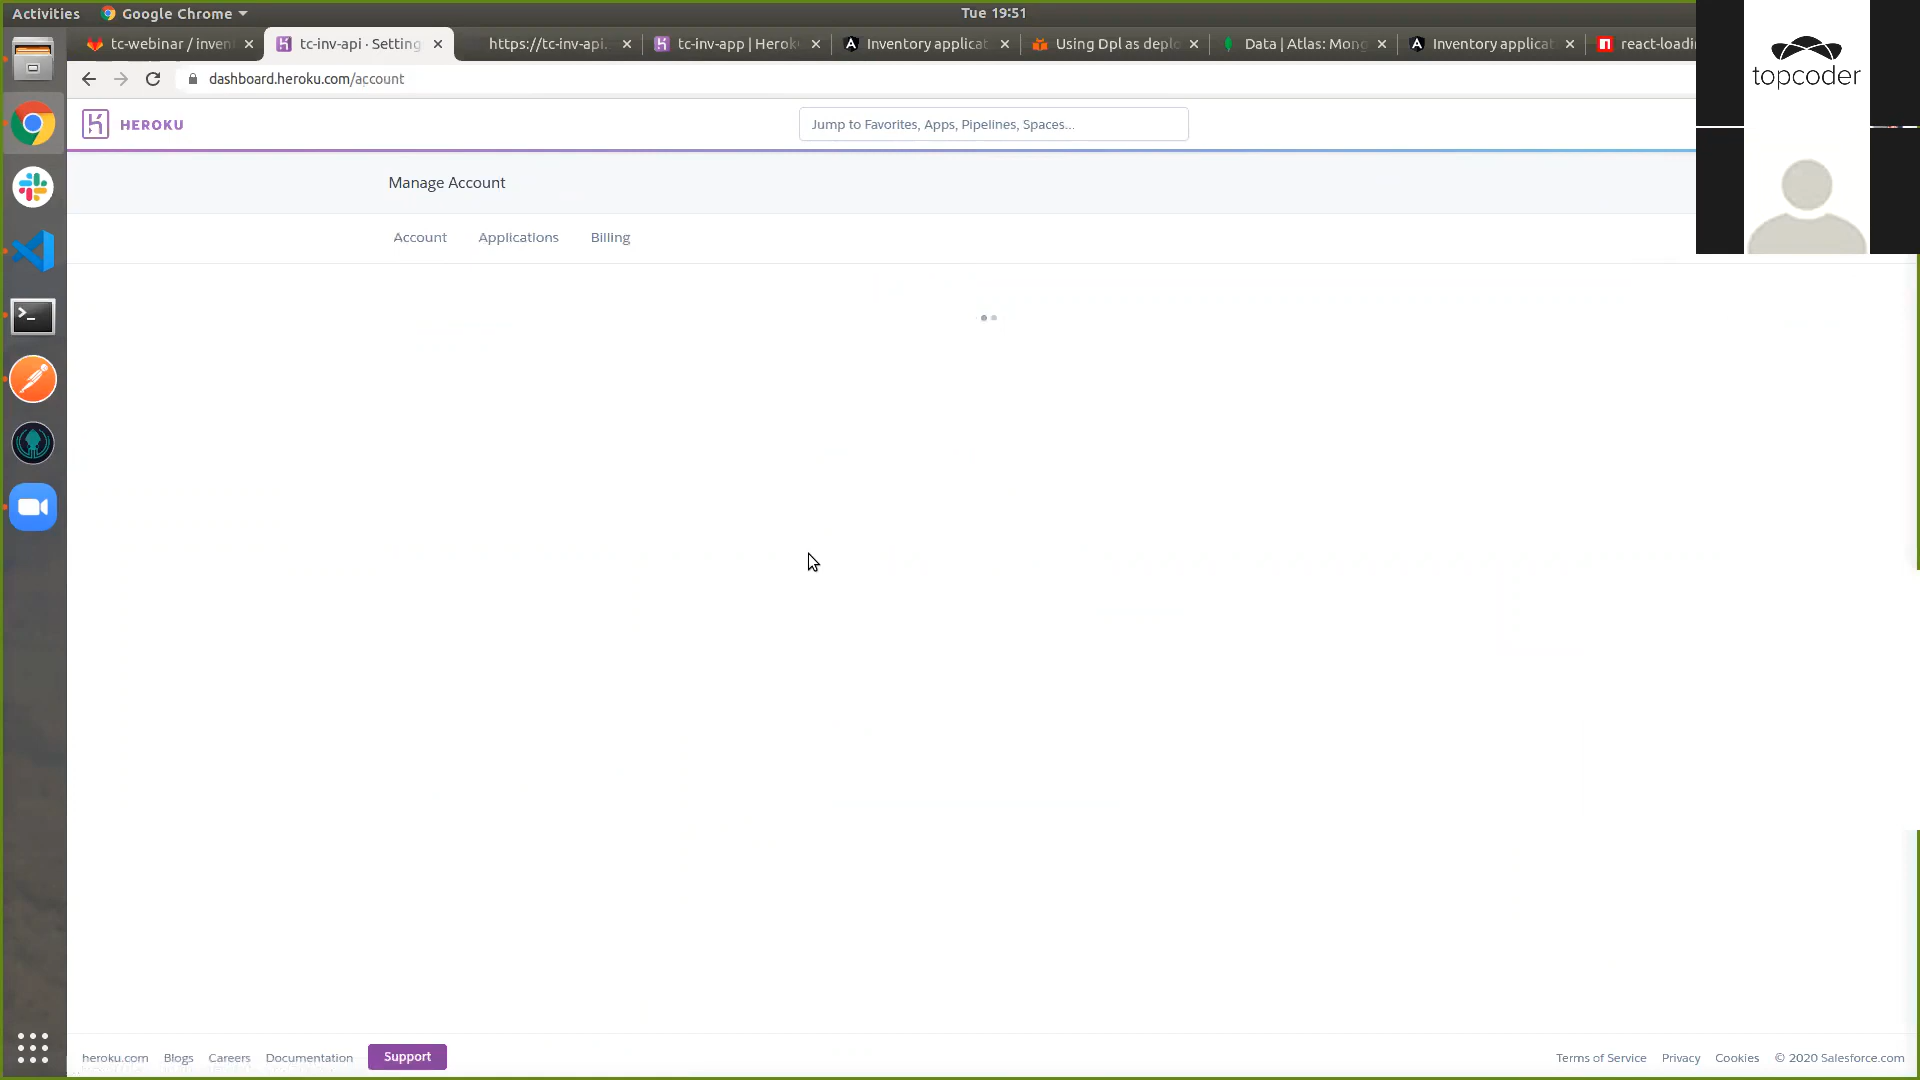 Activities Google Chrome Tue 19:51
tc-webinar / inven tc-inv-api · Setting https://tc-inv-api. tc-inv-app | Herok Inventory applicat Using Dpl as deplo Data | Atlas: Mong Inventory applicat react-loadi
dashboard.heroku.com/account
topcoder
HEROKU Jump to Favorites, Apps, Pipelines, Spaces...
Manage Account
Account Applications Billing
heroku.com Blogs Careers Documentation Support Terms of Service Privacy Cookies © 2020 Salesforce.com